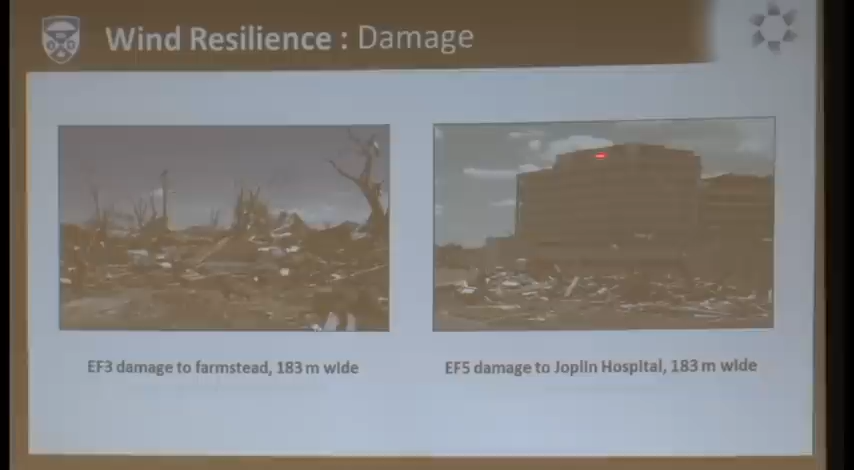 Wind Resilience : Damage
EF3 damage to farmstead, 183 m wide
EF5 damage to Joplin Hospital, 183 m wide